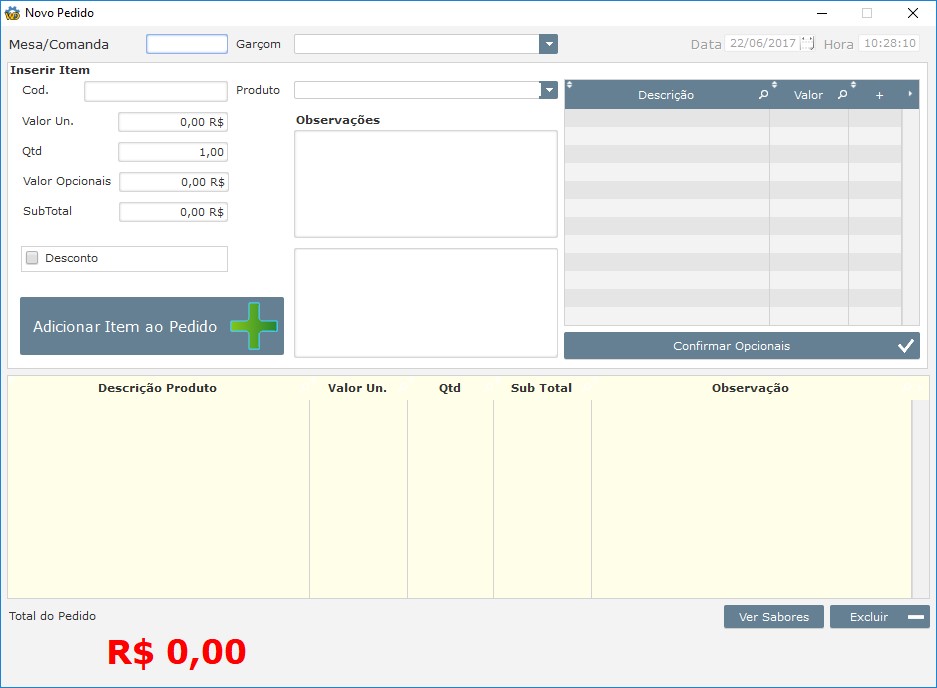 Novo Pedido
Mesa/Comanda Garçom Data 22/06/2017 Hora 10:28:10
Inserir Item
Cod. Produto
Descrição Valor +
Valor Un. 0,00 R$
Observações
Qtd 1,00
Valor Opcionais 0,00 R$
SubTotal 0,00 R$
Desconto
Adicionar Item ao Pedido
Confirmar Opcionais
Descrição Produto Valor Un. Qtd Sub Total Observação
Total do Pedido
Ver Sabores Excluir
R$ 0,00